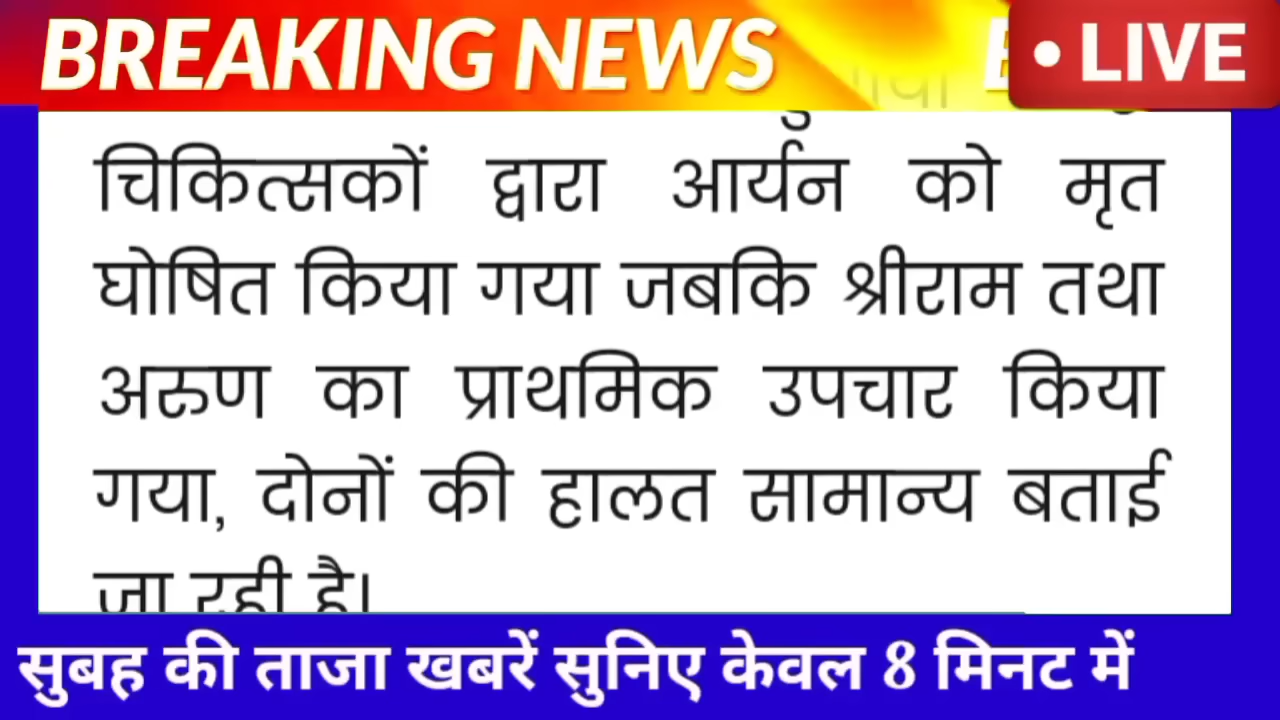 BREAKING NEWS
• LIVE
चिकित्सकों द्वारा आर्यन को मृत
घोषित किया गया जबकि श्रीराम तथा
अरुण का प्राथमिक उपचार किया
गया, दोनों की हालत सामान्य बताई
जा रही है।
सुबह की ताजा खबरें सुनिए केवल 8 मिनट में